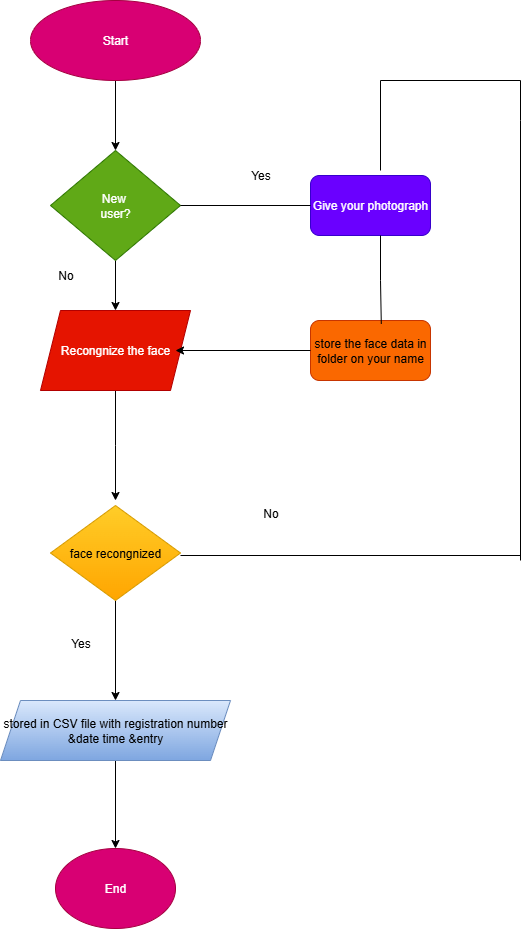 Start
New
user?
Yes
Give your photograph
No
Recongnize the face
store the face data in
folder on your name
face recongnized
No
Yes
stored in CSV file with registration number
&date time &entry
End